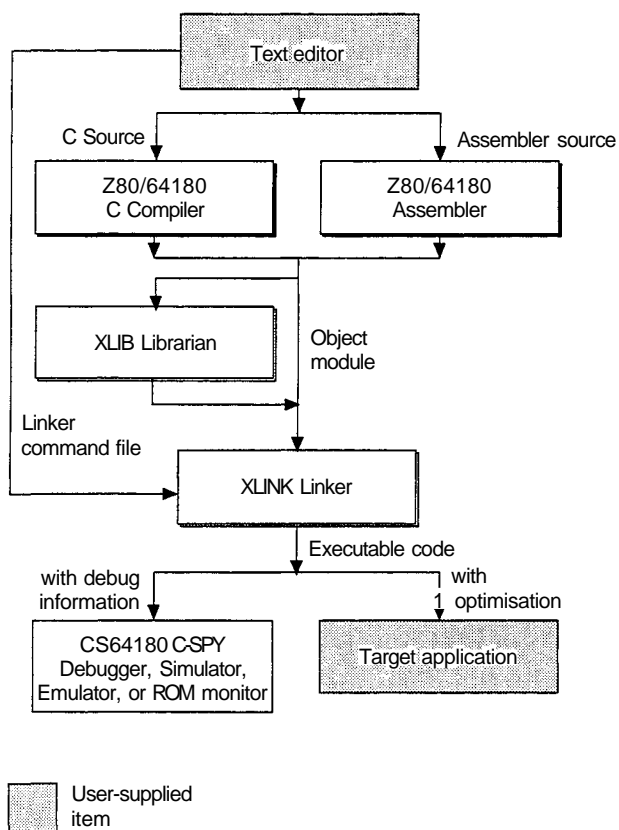 Text editor
C Source
Assembler source
Z80/64180
C Compiler
Z80/64180
Assembler
XLIB Librarian
Object
module
Linker
command file
XLINK Linker
Executable code
with debug
information
with
1 optimisation
CS64180 C-SPY
Debugger, Simulator,
Emulator, or ROM monitor
Target application
User-supplied
item